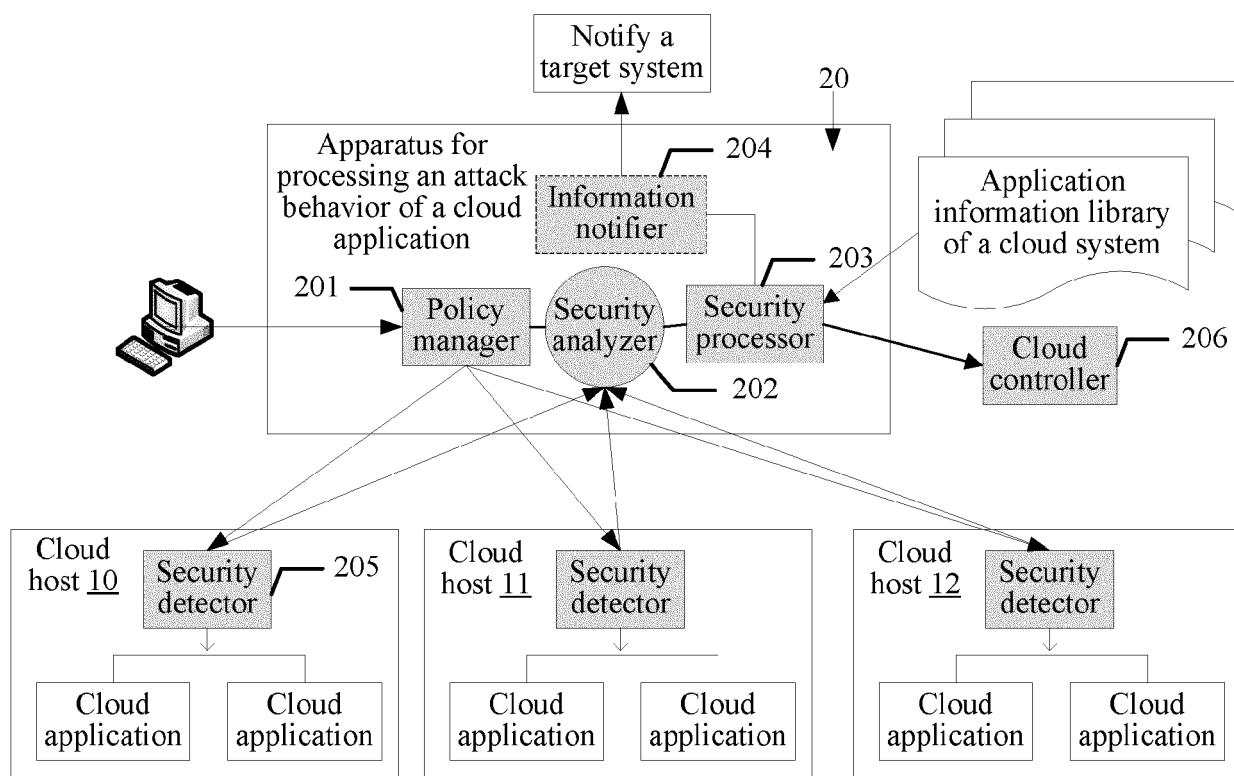 Notify a
target system
20
Apparatus for
processing an attack
behavior of a cloud
application
204
Information
notifier
Application
information library
of a cloud system
201
Policy
manager
Security
analyzer
202
203
Security
processor
Cloud
controller
206
Cloud
host 10
Security
detector
205
Cloud
application
Cloud
application
Cloud
host 11
Security
detector
Cloud
application
Cloud
application
Cloud
host 12
Security
detector
Cloud
application
Cloud
application